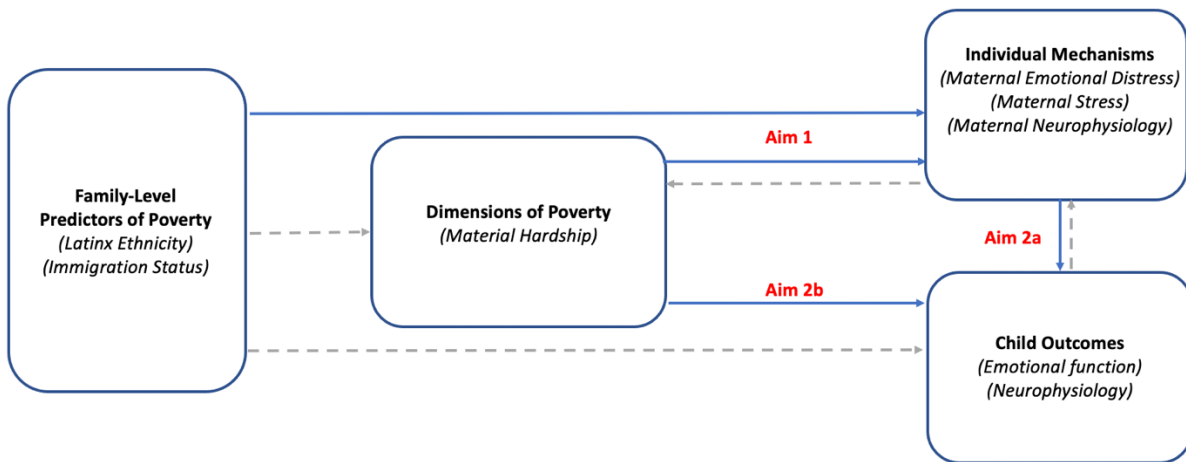 Family-Level
Predictors of Poverty
(Latinx Ethnicity)
(Immigration Status)
Dimensions of Poverty
(Material Hardship)
Individual Mechanisms
(Maternal Emotional Distress)
(Maternal Stress)
(Maternal Neurophysiology)
Aim 1
Aim 2a
Aim 2b
Child Outcomes
(Emotional function)
(Neurophysiology)